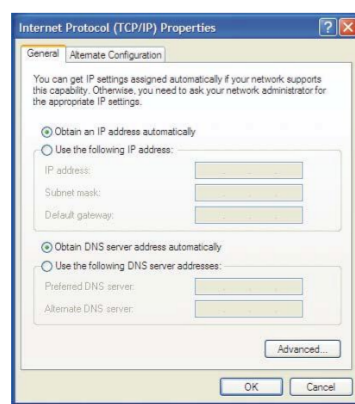 Internet Protocol (TCP/IP) Properties
General
Alternate Configuration
You can get IP settings assigned automatically if your network supports
this capability. Otherwise, you need to ask your network administrator for
the appropriate IP settings.
Obtain an IP address automatically
Use the following IP address:
IP address:
Subnet mask:
Default gateway:
Obtain DNS server address automatically
Use the following DNS server addresses:
Preferred DNS server:
Alternate DNS server:
Advanced...
OK
Cancel